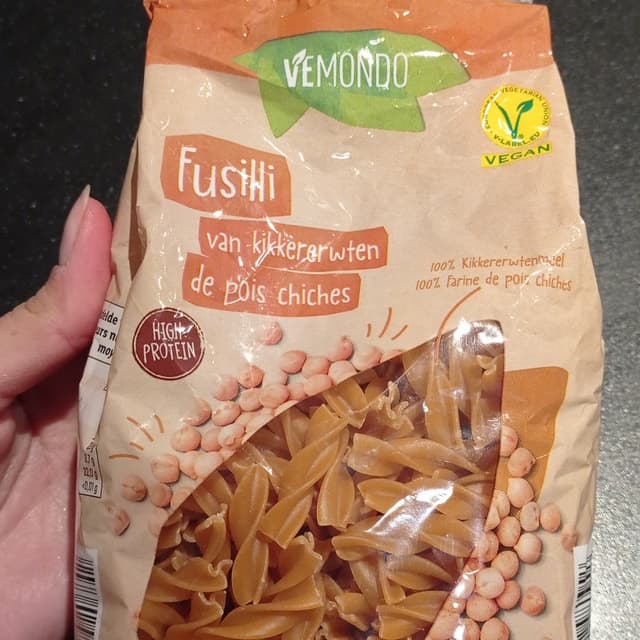 VEMONDO
VEGETARIAN UNION
V-LABEL.EU
VEGAN
Fusilli
van kikkererwten
de pois chiches
100% Kikkererwtenmeel
100% Farine de pois chiches
HIGH-
PROTEIN